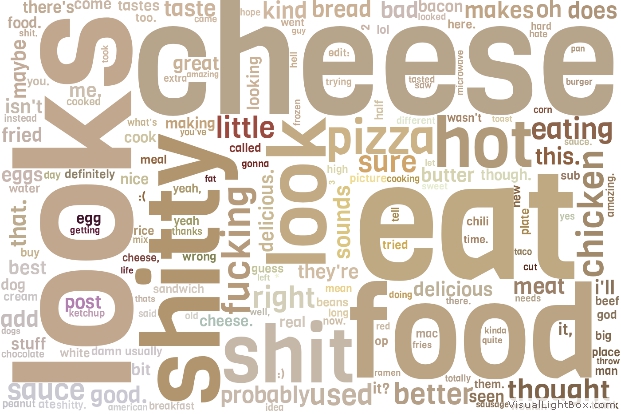 there's come tastes taste hope kind bread bad bacon makes oh does
food. too. came went looked here. hard
shit. guy lol hate
maybe looks took cheese 2 edit: pan
you. me. great hell trying tasted microwave burger
extra amazing looking saw
isn't cooked frozen half corn
instead what's making little different wasn't toast eating
fried cook you've called look pizza hot sauce.
meal gonna sure lot this.
eggs day definitely nice shitty fat high picture cooking butter though. sub chicken amazing.
water :( yeah, fucking delicious. 3 sweet new
that. egg yeah sounds eat tell chili plate yes
getting rice thanks tried time.
buy mix wrong taco
best cheese, guess they're cut
life left
dog sandwich right mean doing delicious meat i'll
cream post thats beans there. needs beef
add ketchup said old cheese. well, long food god
dogs real now. red mac kinda it, big
stuff shit op fries quite place
chocolate white damn usually throw
bit ramen man
sauce good. probably used it? totally better seen thought
peanut ate shitty. american breakfast idea sausage
VisualLightBox.com